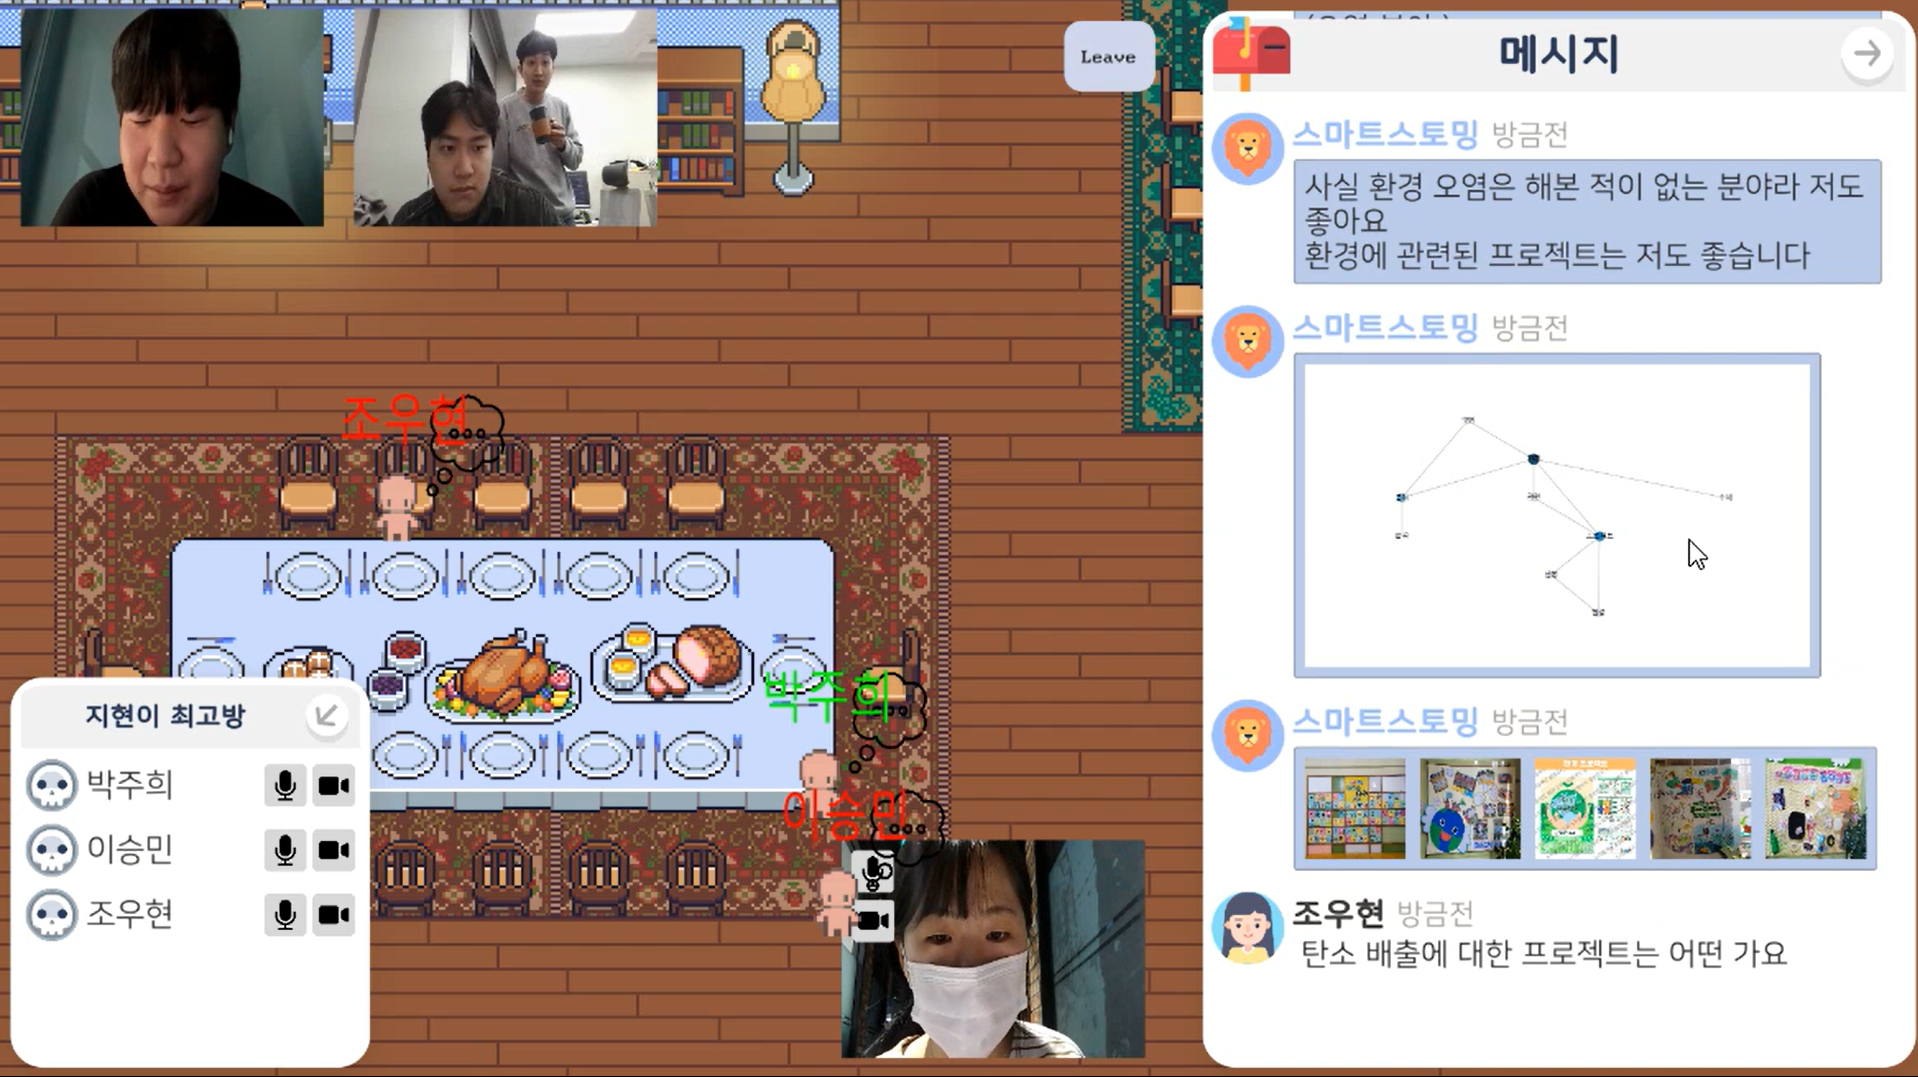 Leave
메시지
스마트스토밍 방금전
사실 환경 오염은 해본 적이 없는 분야라 저도
좋아요
환경에 관련된 프로젝트는 저도 좋습니다
스마트스토밍 방금전
스마트스토밍 방금전
조우현 방금전
탄소 배출에 대한 프로젝트는 어떤 가요
조우현
박주희
이승민
지현이 최고방
박주희
이승민
조우현